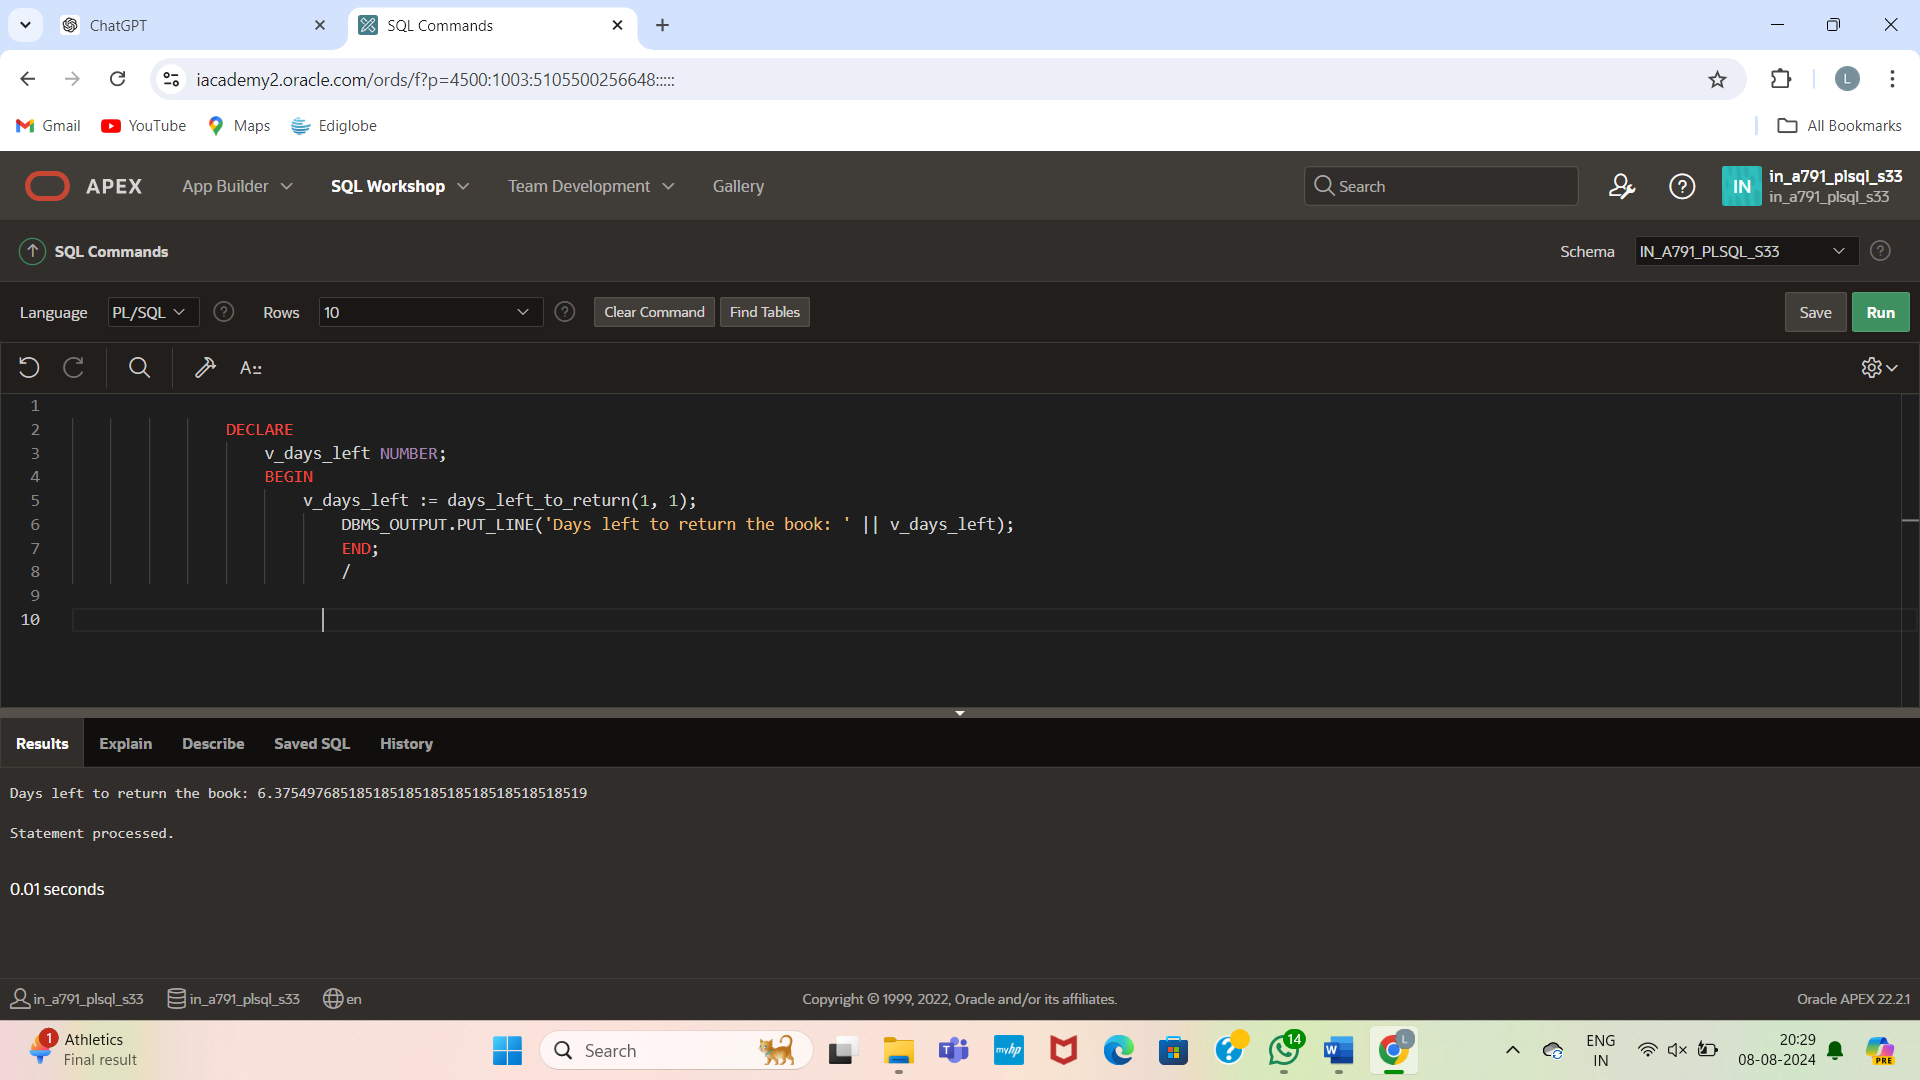 ChatGPT
SQL Commands
iacademy2.oracle.com/ords/f?p=4500:1003:5105500256648:::::
L
Gmail
YouTube
Maps
Ediglobe
All Bookmarks
APEX
App Builder
SQL Workshop
Team Development
Gallery
Search
IN
in_a791_plsql_s33
in_a791_plsql_s33
SQL Commands
Schema
IN_A791_PLSQL_S33
Language
PL/SQL
Rows
10
Clear Command
Find Tables
Save
Run
A::
1
2 DECLARE
3 v_days_left NUMBER;
4 BEGIN
5 v_days_left := days_left_to_return(1, 1);
6 DBMS_OUTPUT.PUT_LINE('Days left to return the book: ' || v_days_left);
7 END;
8 /
9
10
Results
Explain
Describe
Saved SQL
History
Days left to return the book: 6.37549768518518518518518518518518518519
Statement processed.
0.01 seconds
in_a791_plsql_s33
in_a791_plsql_s33
en
Copyright © 1999, 2022, Oracle and/or its affiliates.
Oracle APEX 22.2.1
1
Athletics
Final result
Search
myhp
14
L
ENG
IN
20:29
08-08-2024
PRE